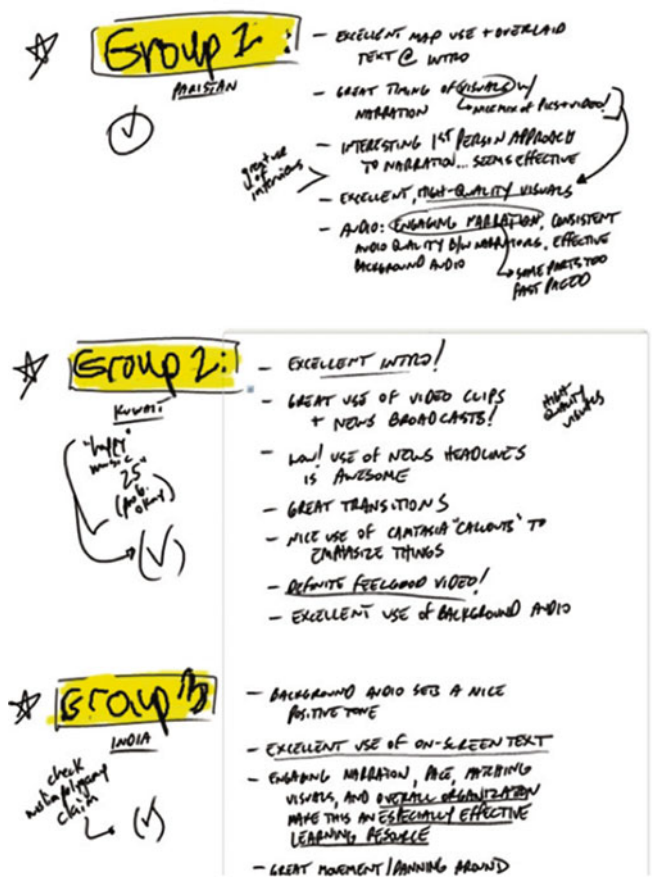 Group 1:
PAKISTAN
- EXCELLENT MAP USE + OVERLAID
TEXT @ INTRO
- GREAT TIMING OF VISUALS W/
NARRATION
NICE MIX OF PICS + VIDEO!
- INTERESTING 1ST PERSON APPROACH
TO NARRATION... SEEMS EFFECTIVE
great use
of
interviews
- EXCELLENT, HIGH-QUALITY VISUALS
- AUDIO: ENGAGING NARRATION, CONSISTENT
AUDIO QUALITY B/W NARRATORS, EFFECTIVE
BACKGROUND AUDIO
SOME PARTS TOO
FAST PACED
Group 2:
KUWAIT
"happy"
music
25"
(prob.
okay)
- EXCELLENT INTRO!
- GREAT USE OF VIDEO CLIPS
+ NEWS BROADCASTS!
HIGH
QUALITY
VISUALS
- WOW! USE OF NEWS HEADLINES
IS AWESOME
- GREAT TRANSITIONS
- NICE USE OF CAMTASIA "CALLOUTS" TO
EMPHASIZE THINGS
- DEFINITE FEELGOOD VIDEO!
- EXCELLENT USE OF BACKGROUND AUDIO
Group 3
INDIA
check
polygamy
claim
- BACKGROUND AUDIO SETS A NICE
POSITIVE TONE
- EXCELLENT USE OF ON-SCREEN TEXT
- ENGAGING NARRATION, PACE, MATCHING
VISUALS, AND OVERALL ORGANIZATION
MAKE THIS AN ESPECIALLY EFFECTIVE
LEARNING RESOURCE
- GREAT MOVEMENT/PANNING AROUND